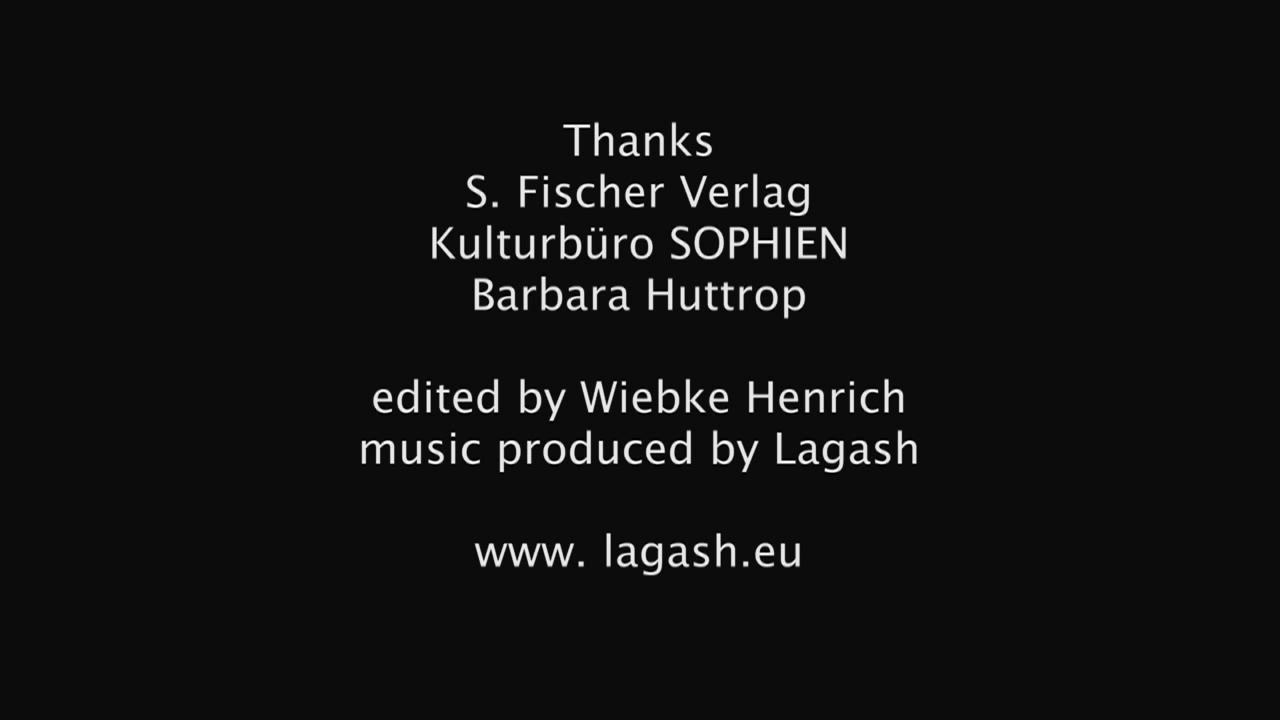 Thanks
S. Fischer Verlag
Kulturbüro SOPHIEN
Barbara Huttrop
edited by Wiebke Henrich
music produced by Lagash
www. lagash.eu